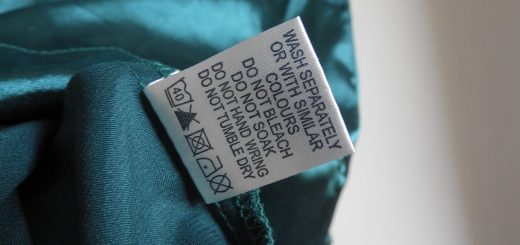 WASH SEPARATELY
OR WITH SIMILAR
COLOURS
DO NOT BLEACH
DO NOT SOAK
DO NOT HAND WRING
DO NOT TUMBLE DRY
40